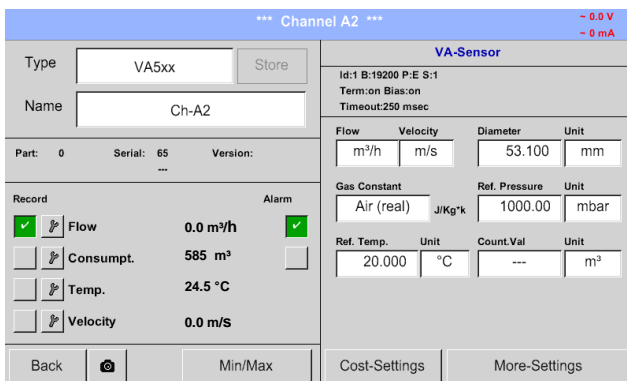 *** Channel A2 ***
~ 0.0 V
~ 0 mA
Type VA5xx Store
Name Ch-A2
Part: 0 Serial: 65 Version:
---
Record Alarm
Flow 0.0 m³/h
Consumpt. 585 m³
Temp. 24.5 °C
Velocity 0.0 m/s
Back Min/Max
VA-Sensor
Id:1 B:19200 P:E S:1
Term:on Bias:on
Timeout:250 msec
Flow Velocity Diameter Unit
m³/h m/s 53.100 mm
Gas Constant Ref. Pressure Unit
Air (real) J/Kg*k 1000.00 mbar
Ref. Temp. Unit Count.Val Unit
20.000 °C --- m³
Cost-Settings More-Settings